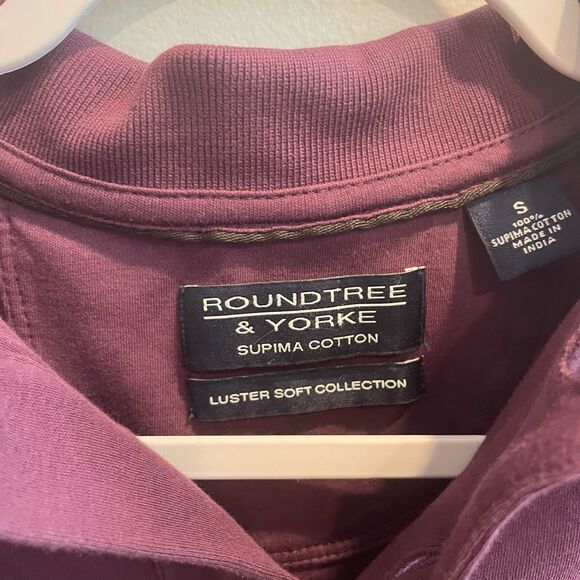 ROUNDTREE
& YORKE
SUPIMA COTTON
LUSTER SOFT COLLECTION
S
100%
SUPIMA COTTON
MADE IN
INDIA